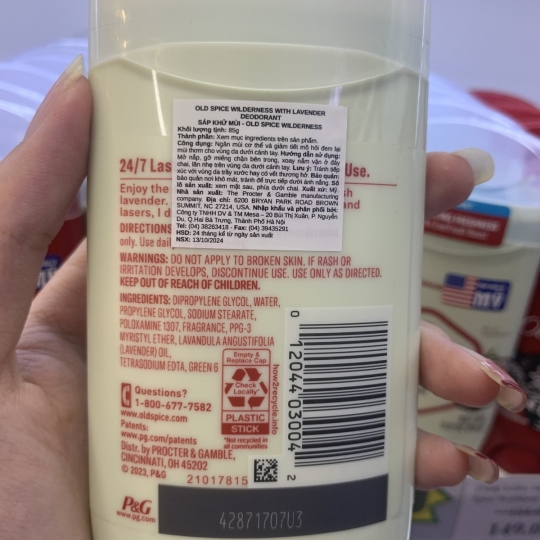 OLD SPICE WILDERNESS WITH LAVENDER
DEODORANT
SÁP KHỬ MÙI - OLD SPICE WILDERNESS
Khối lượng tịnh: 85g
Thành phần: Xem mục ingredients trên sản phẩm.
Công dụng: Ngăn mùi cơ thể và giảm tiết mồ hôi đem lại
mùi thơm cho vùng da dưới cánh tay. Hướng dẫn sử dụng:
Mở nắp, gỡ miếng chặn bên trong, xoay nấm vặn ở đáy
chai, lăn nhẹ trên vùng da dưới cánh tay. Lưu ý: Tránh tiếp
xúc với vùng da trầy xước hay có vết thương. Bảo quản:
bảo quản nơi khô mát, tránh để trực tiếp dưới ánh nắng. Số
lô sản xuất: xem mặt sau, phía dưới chai. Xuất xứ: Mỹ.
Nhà sản xuất: The Procter & Gamble manufacturing
company. Địa chỉ: 6200 BRYAN PARK ROAD BROWN
SUMMIT, NC 27214, USA. Nhập khẩu và phân phối bởi:
Công ty TNHH DV & TM Mesa – 20 Bùi Thị Xuân, P. Nguyễn
Du, Q.Hai Bà Trưng, Thành Phố Hà Nội
Tel: (04) 38263418 - Fax: (04) 39435291
HSD: 24 tháng kể từ ngày sản xuất
NSX: 13/10/2024
24/7 Las Use.
Enjoy the
lavender.
lasers, I d
DIRECTIONS
only. Use dai
WARNINGS: DO NOT APPLY TO BROKEN SKIN. IF RASH OR
IRRITATION DEVELOPS, DISCONTINUE USE. USE ONLY AS DIRECTED.
KEEP OUT OF REACH OF CHILDREN.
INGREDIENTS: DIPROPYLENE GLYCOL, WATER,
PROPYLENE GLYCOL, SODIUM STEARATE,
POLOXAMINE 1307, FRAGRANCE, PPG-3
MYRISTYL ETHER, LAVANDULA ANGUSTIFOLIA
(LAVENDER) OIL,
TETRASODIUM EDTA, GREEN 6
Empty &
Replace Cap
Check
Locally*
PLASTIC
STICK
*Not recycled in
all communities
how2recycle.info
Questions?
1-800-677-7582
www.oldspice.com
Patents:
www.pg.com/patents
Distr. by PROCTER & GAMBLE,
CINCINNATI, OH 45202
© 2023, P&G
21017815
0 12044 03004 2
P&G
www.pg.com
42871707U3
MỸ